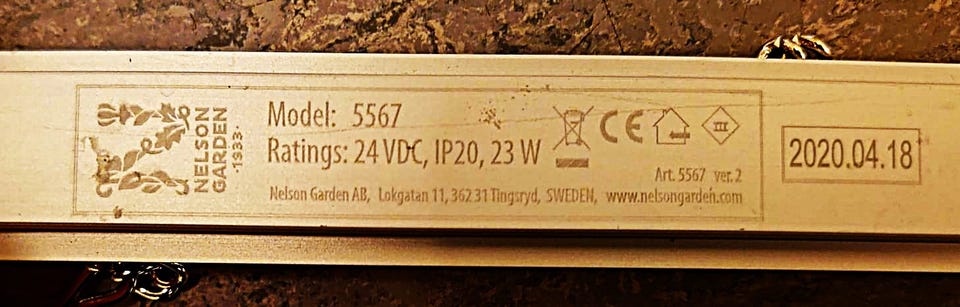 NELSON
GARDEN
·1933·
Model: 5567
Ratings: 24 VDC, IP20, 23 W
CE
III
Art. 5567 ver. 2
Nelson Garden AB, Lokgatan 11, 362 31 Tingsryd, SWEDEN, www.nelsongarden.com
2020.04.18